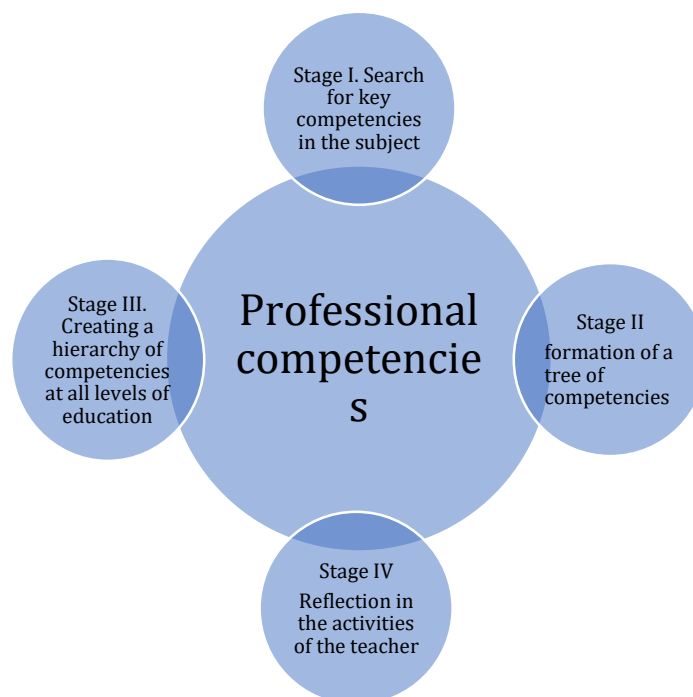 Stage I. Search
for key
competencies
in the subject
Stage III.
Creating a
hierarchy of
competencies
at all levels of
education
Professional
competencie
s
Stage II
formation of a
tree of
competencies
Stage IV
Reflection in
the activities
of the teacher